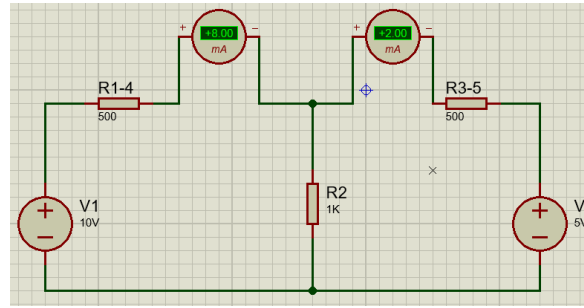 + +8.00 −
mA
+ +2.00 −
mA
R1-4
500
R3-5
500
R2
1K
V1
10V
V
5V
+
−
+
−